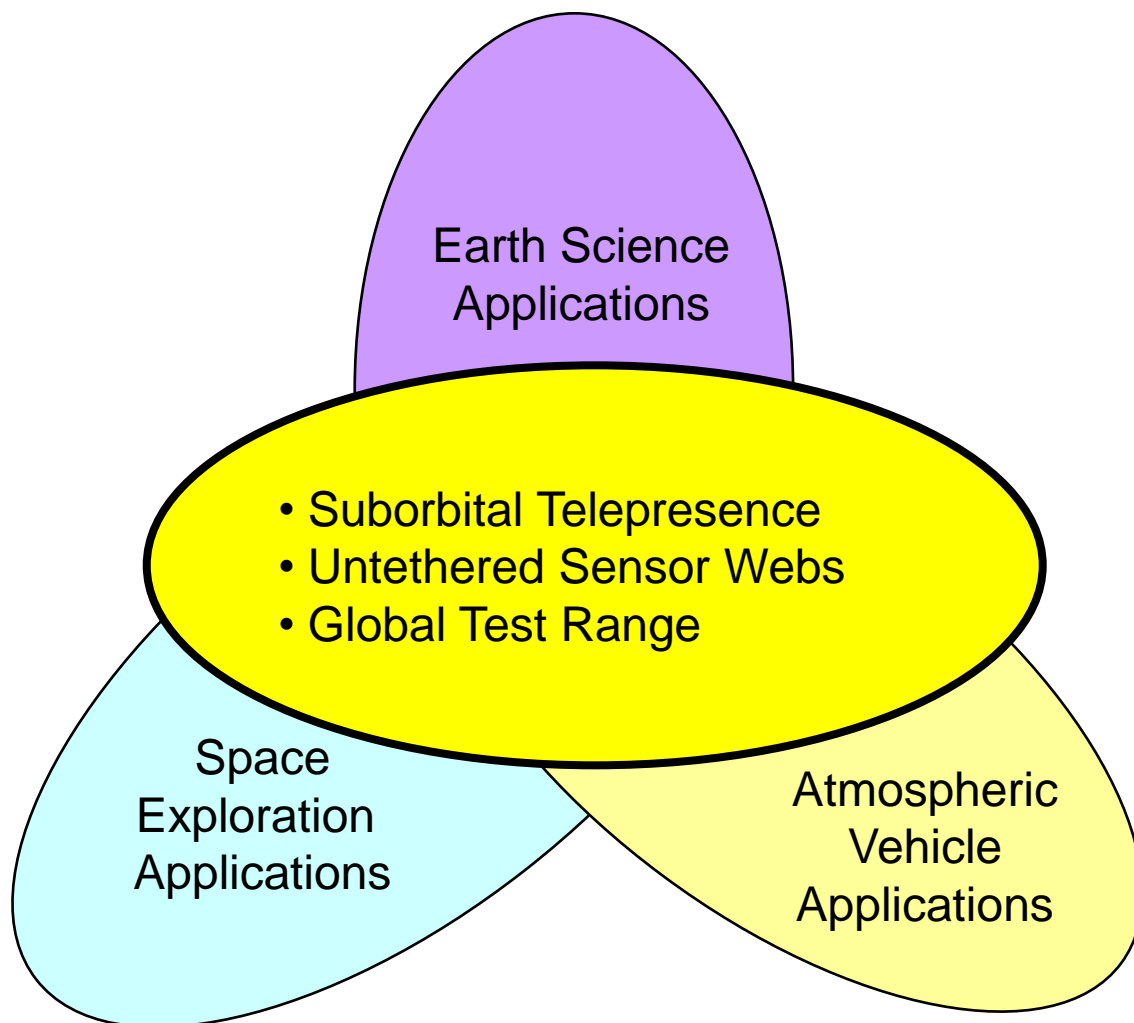 Earth Science
Applications
• Suborbital Telepresence
• Untethered Sensor Webs
• Global Test Range
Space
Exploration
Applications
Atmospheric
Vehicle
Applications